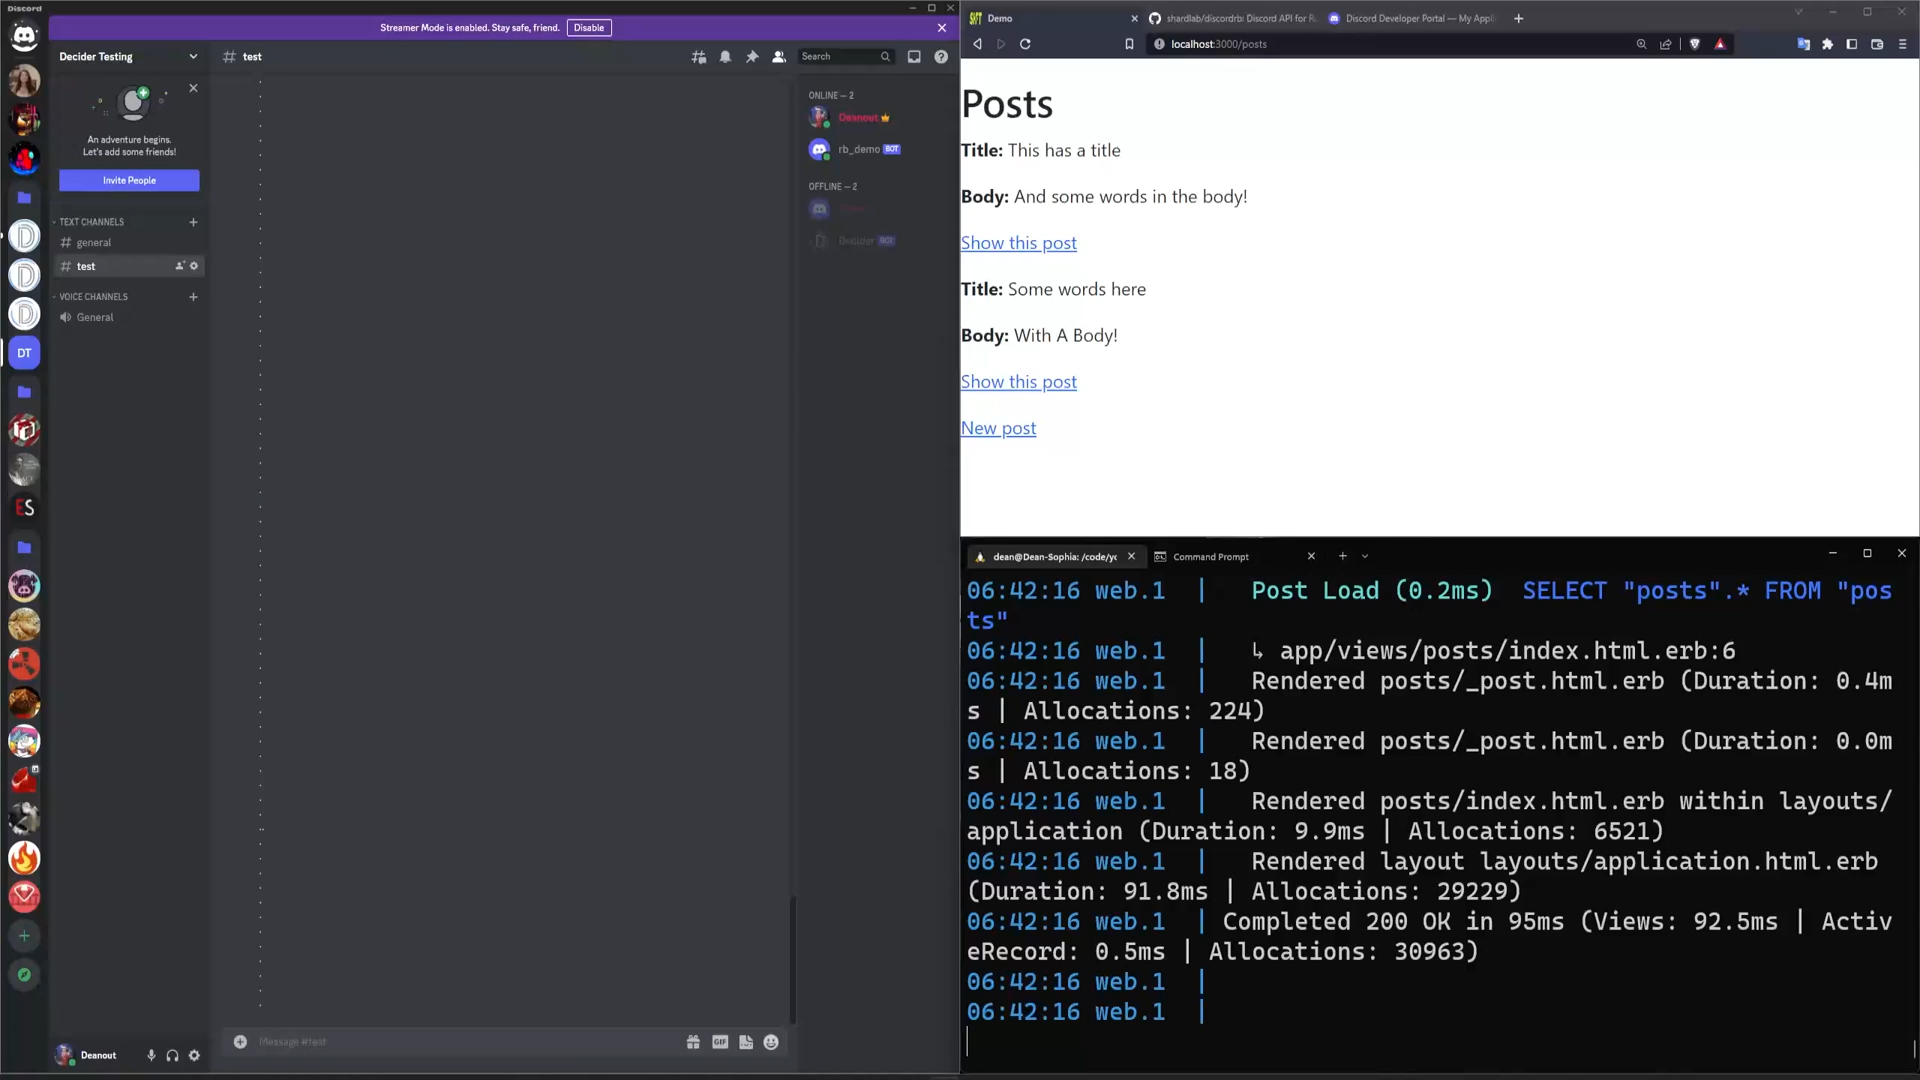 Discord
Streamer Mode is enabled. Stay safe, friend.
Disable
Decider Testing
test
Search
An adventure begins.
Let's add some friends!
Invite People
TEXT CHANNELS
general
test
VOICE CHANNELS
General
DT
ES
ONLINE — 2
Deanout
rb_demo BOT
OFFLINE — 2
Decider BOT
Message #test
GIF
Deanout
Demo
shardlab/discordrb: Discord API for R
Discord Developer Portal — My Appli
localhost:3000/posts
Posts
Title: This has a title
Body: And some words in the body!
Show this post
Title: Some words here
Body: With A Body!
Show this post
New post
dean@Dean-Sophia: /code/yo
Command Prompt
06:42:16 web.1 | Post Load (0.2ms) SELECT "posts".* FROM "pos
ts"
06:42:16 web.1 | ↳ app/views/posts/index.html.erb:6
06:42:16 web.1 | Rendered posts/_post.html.erb (Duration: 0.4m
s | Allocations: 224)
06:42:16 web.1 | Rendered posts/_post.html.erb (Duration: 0.0m
s | Allocations: 18)
06:42:16 web.1 | Rendered posts/index.html.erb within layouts/
application (Duration: 9.9ms | Allocations: 6521)
06:42:16 web.1 | Rendered layout layouts/application.html.erb
(Duration: 91.8ms | Allocations: 29229)
06:42:16 web.1 | Completed 200 OK in 95ms (Views: 92.5ms | Activ
eRecord: 0.5ms | Allocations: 30963)
06:42:16 web.1 |
06:42:16 web.1 |